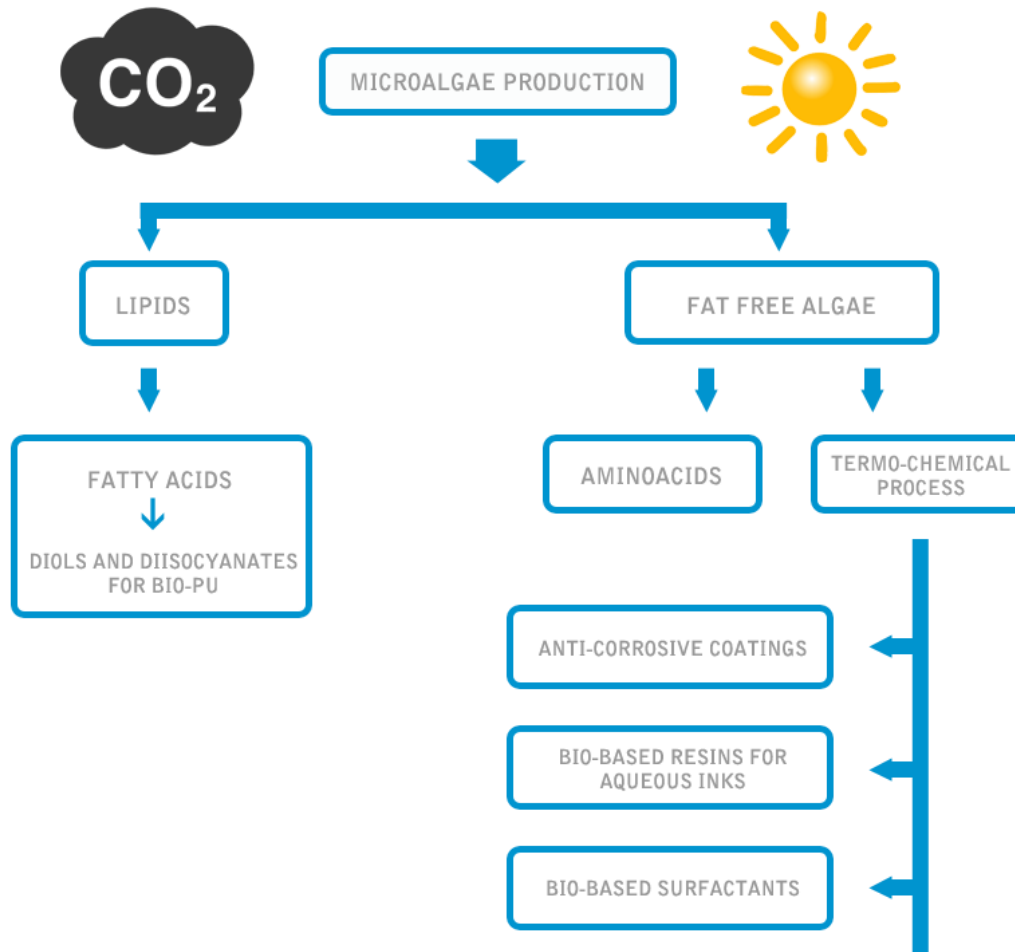 CO₂
MICROALGAE PRODUCTION
LIPIDS
FAT FREE ALGAE
FATTY ACIDS
DIOLS AND DIISOCYANATES
FOR BIO-PU
AMINOACIDS
TERMO-CHEMICAL
PROCESS
ANTI-CORROSIVE COATINGS
BIO-BASED RESINS FOR
AQUEOUS INKS
BIO-BASED SURFACTANTS